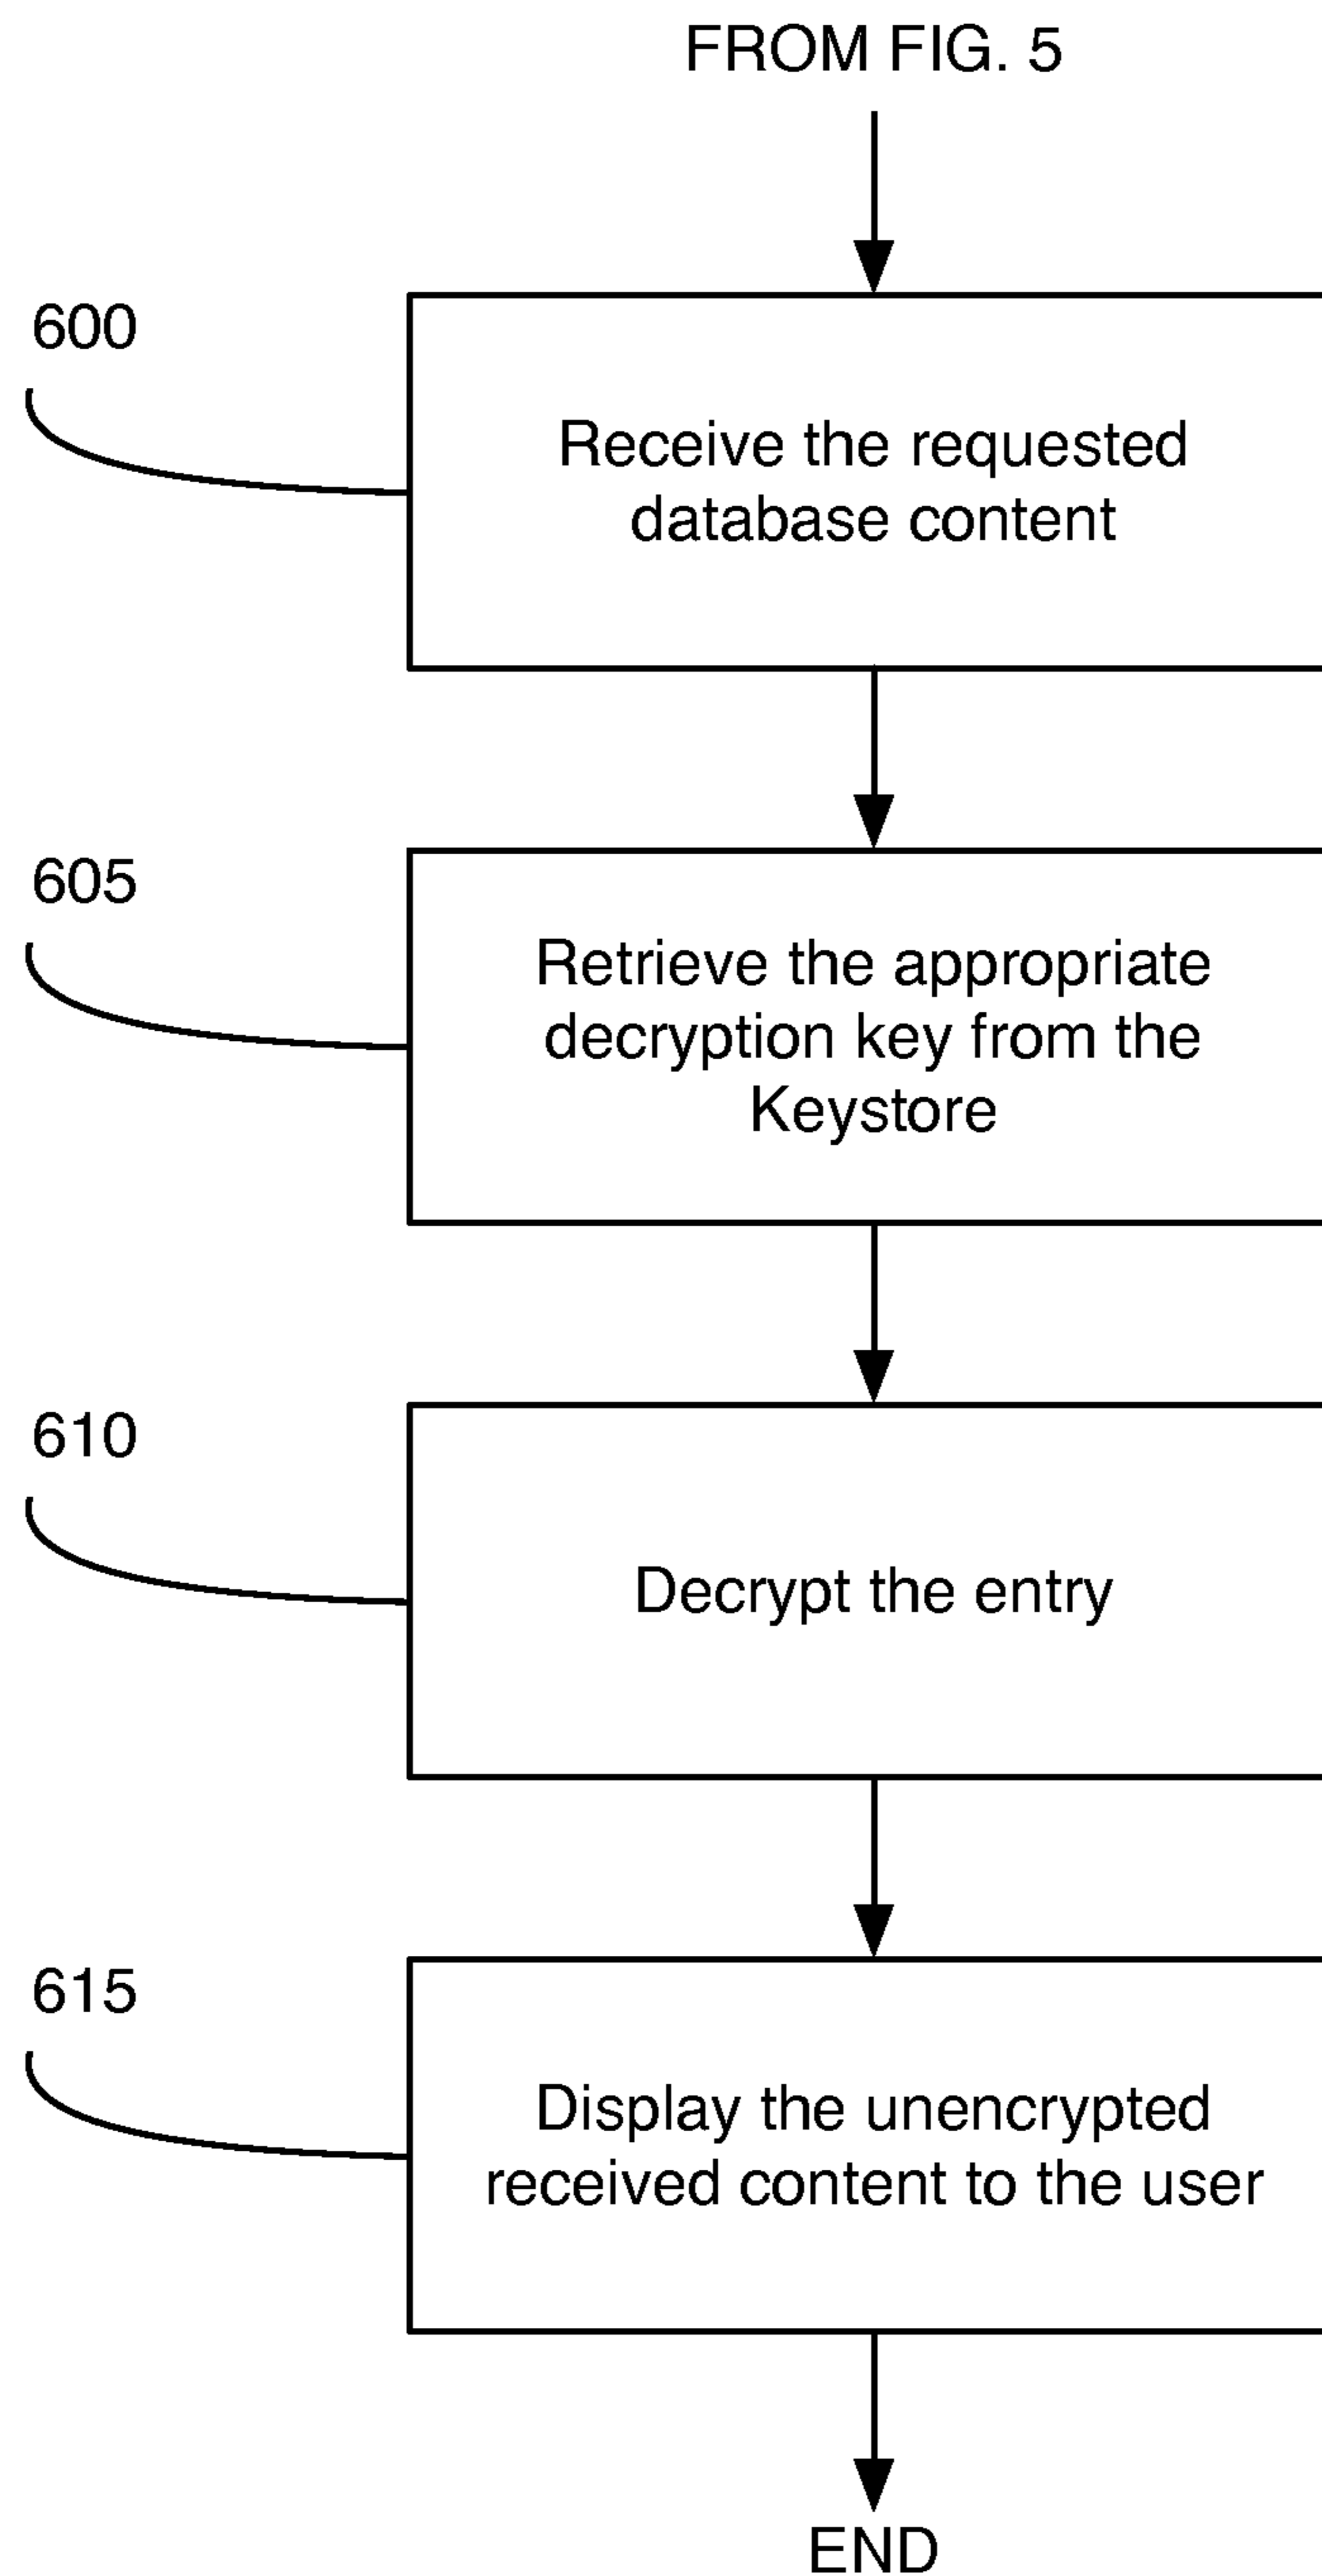 FROM FIG. 5
600
Receive the requested
database content
605
Retrieve the appropriate
decryption key from the
Keystore
610
Decrypt the entry
615
Display the unencrypted
received content to the user
END